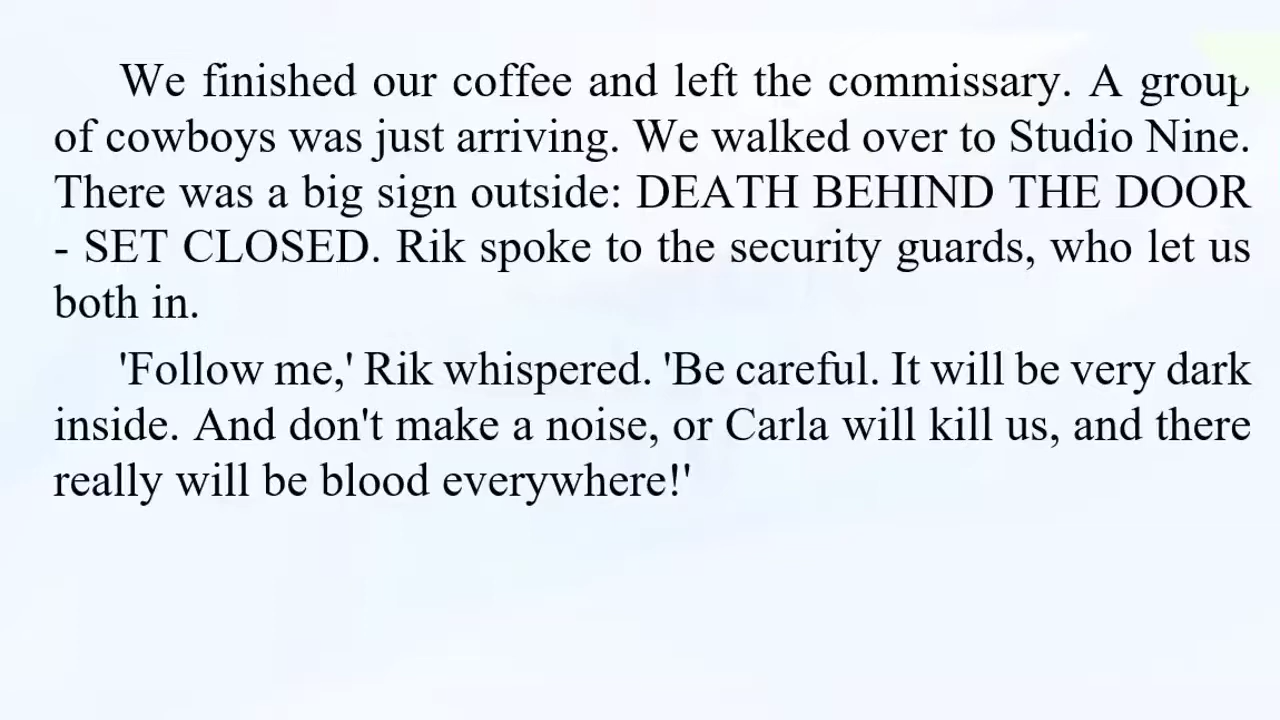 We finished our coffee and left the commissary. A group
of cowboys was just arriving. We walked over to Studio Nine.
There was a big sign outside: DEATH BEHIND THE DOOR
- SET CLOSED. Rik spoke to the security guards, who let us
both in.
'Follow me,' Rik whispered. 'Be careful. It will be very dark
inside. And don't make a noise, or Carla will kill us, and there
really will be blood everywhere!'